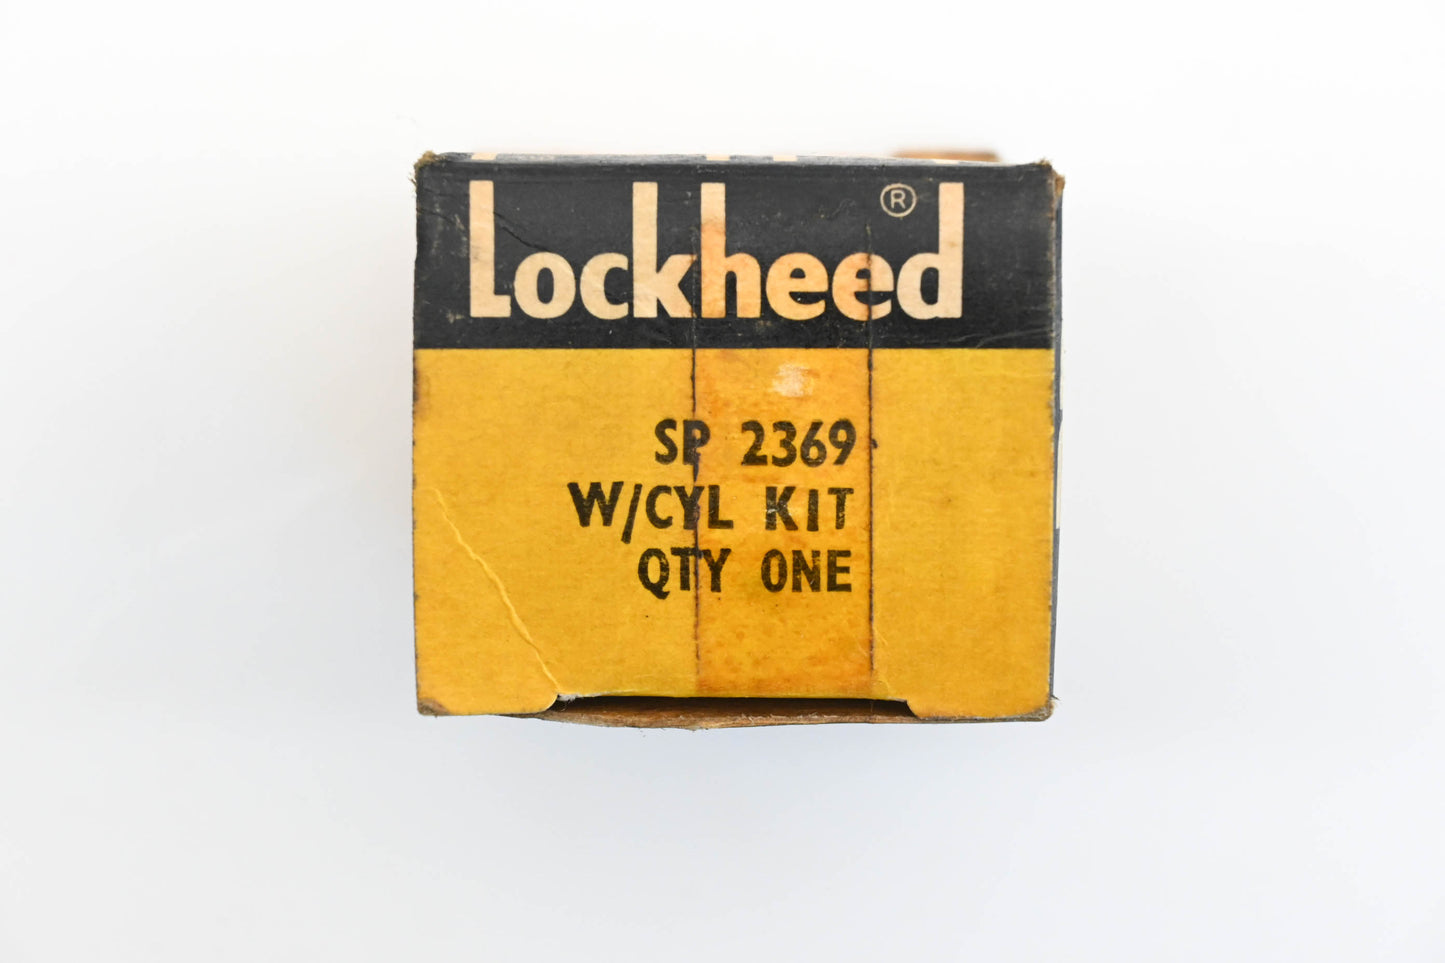 Lockheed ®
SP 2369
W/CYL KIT
QTY ONE